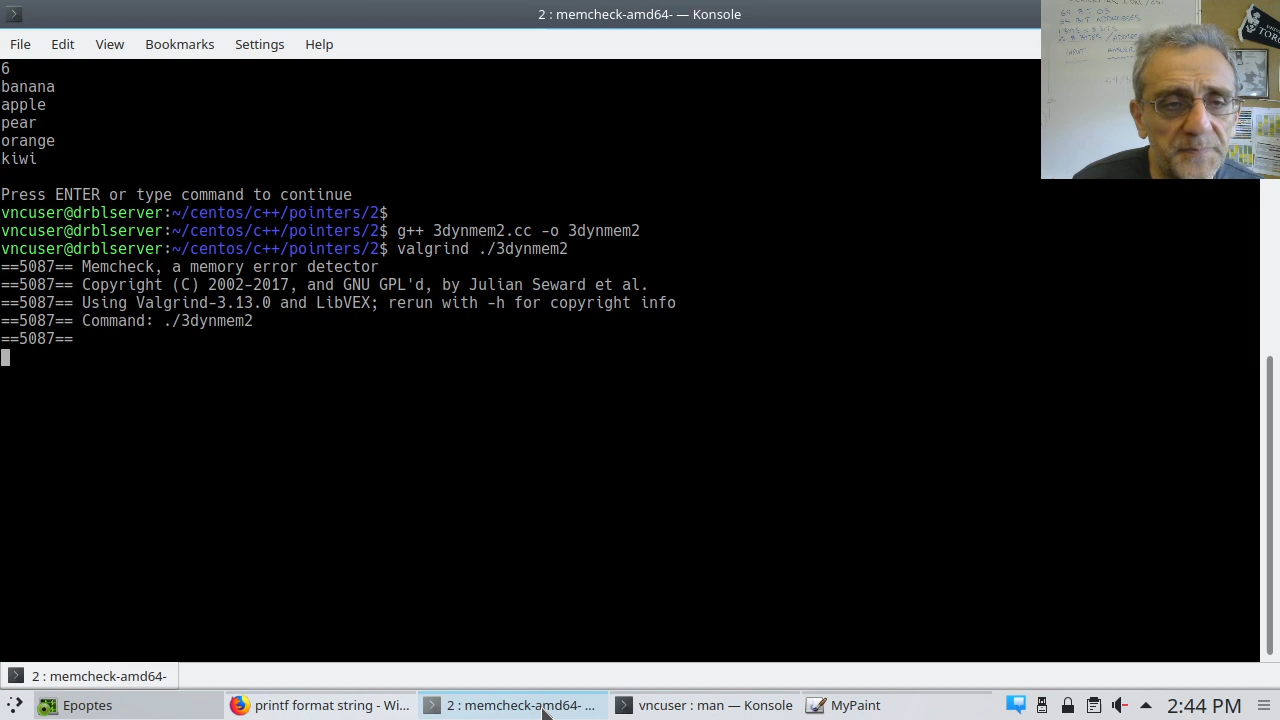 2 : memcheck-amd64- — Konsole
File Edit View Bookmarks Settings Help
6
banana
apple
pear
orange
kiwi
Press ENTER or type command to continue
vncuser@drblserver:~/centos/c++/pointers/2$
vncuser@drblserver:~/centos/c++/pointers/2$ g++ 3dynmem2.cc -o 3dynmem2
vncuser@drblserver:~/centos/c++/pointers/2$ valgrind ./3dynmem2
==5087== Memcheck, a memory error detector
==5087== Copyright (C) 2002-2017, and GNU GPL'd, by Julian Seward et al.
==5087== Using Valgrind-3.13.0 and LibVEX; rerun with -h for copyright info
==5087== Command: ./3dynmem2
==5087==
2 : memcheck-amd64-
Epoptes
printf format string - Wi...
2 : memcheck-amd64- ...
vncuser : man — Konsole
MyPaint
2:44 PM